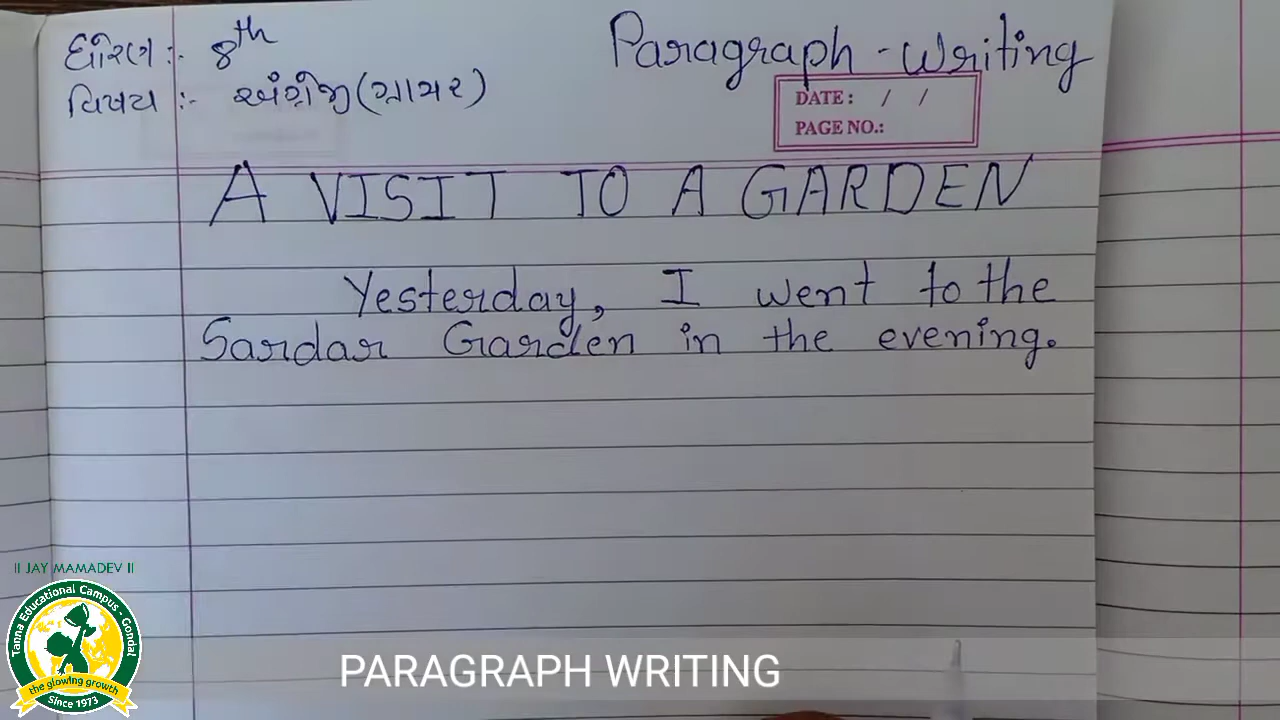 ધોરણ :- 8th
વિષય :- અંગ્રેજી (ગ્રામર)
Paragraph - Writing
DATE : / /
PAGE NO.:
A VISIT TO A GARDEN
Yesterday, I went to the
Sardar Garden in the evening.
॥ JAY MAMADEV ॥
Tanna Educational Campus - Gondal
the glowing growth
Since 1973
PARAGRAPH WRITING